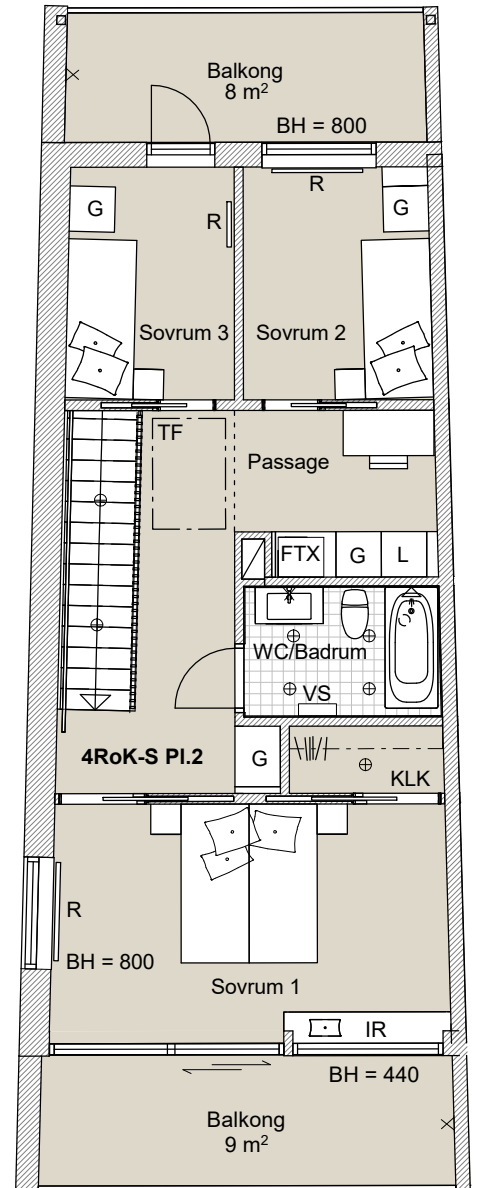 Balkong
8 m²
BH = 800
R
G
G
R
Sovrum 3
Sovrum 2
TF
Passage
FTX
G
L
WC/Badrum
VS
4RoK-S Pl.2
G
KLK
R
BH = 800
Sovrum 1
IR
BH = 440
Balkong
9 m²